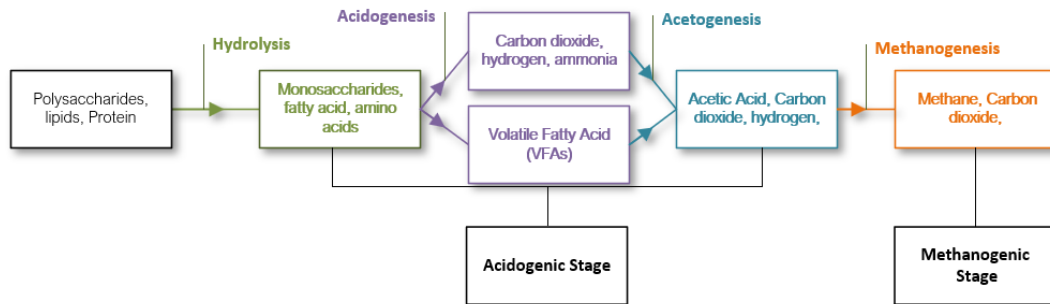 Acidogenesis
Acetogenesis
Hydrolysis
Methanogenesis
Polysaccharides,
lipids, Protein
Monosaccharides,
fatty acid, amino
acids
Carbon dioxide,
hydrogen, ammonia
Volatile Fatty Acid
(VFAs)
Acetic Acid, Carbon
dioxide, hydrogen,
Methane, Carbon
dioxide,
Acidogenic Stage
Methanogenic
Stage